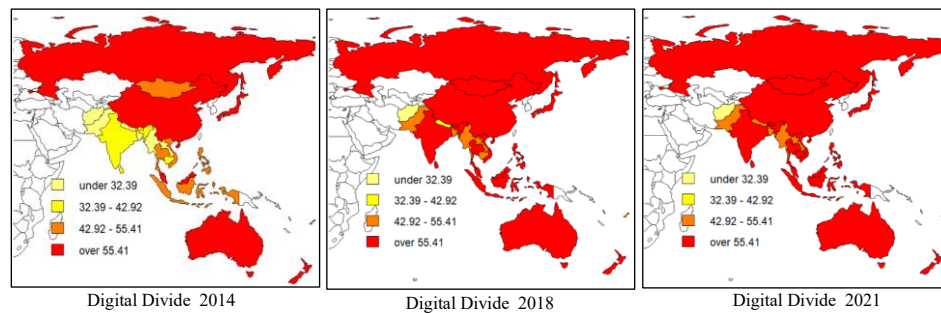 under 32.39
32.39 - 42.92
42.92 - 55.41
over 55.41
Digital Divide 2014
under 32.39
32.39 - 42.92
42.92 - 55.41
over 55.41
Digital Divide 2018
under 32.39
32.39 - 42.92
42.92 - 55.41
over 55.41
Digital Divide 2021